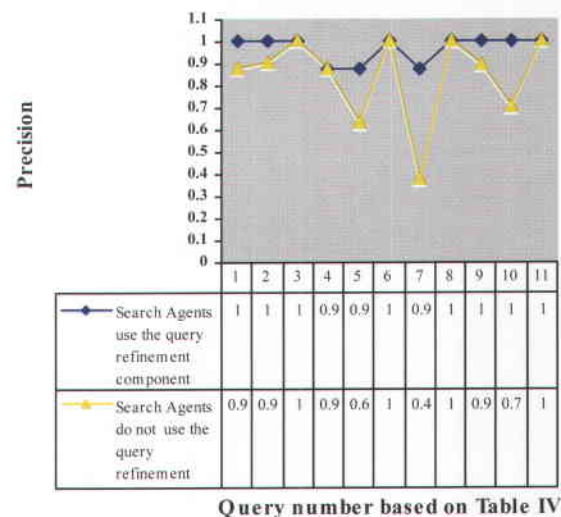 Precision
1.1
1
0.9
0.8
0.7
0.6
0.5
0.4
0.3
0.2
0.1
0
1 2 3 4 5 6 7 8 9 10 11
Search Agents
use the query
refinement
component
1 1 1 0.9 0.9 1 0.9 1 1 1 1
Search Agents
do not use the
query
refinement
0.9 0.9 1 0.9 0.6 1 0.4 1 0.9 0.7 1
Query number based on Table IV